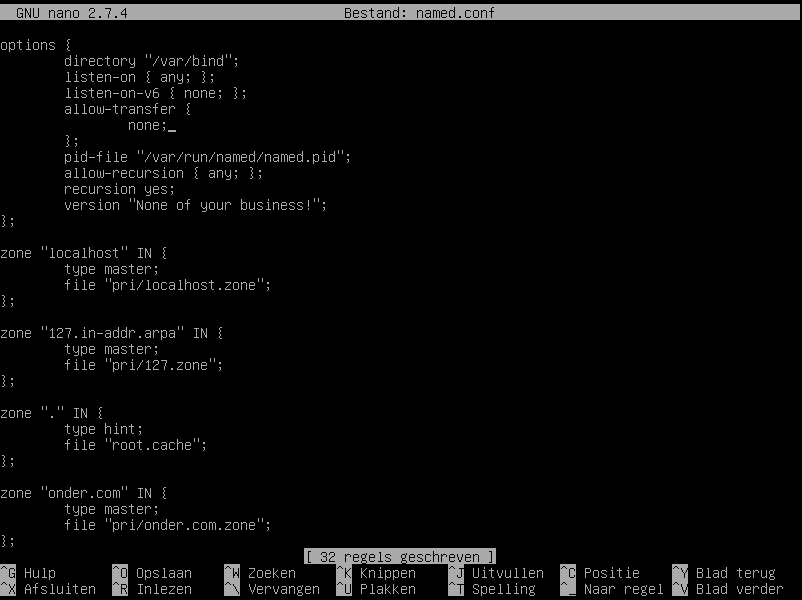 GNU nano 2.7.4 Bestand: named.conf
options {
directory "/var/bind";
listen-on { any; };
listen-on-v6 { none; };
allow-transfer {
none;_
};
pid-file "/var/run/named/named.pid";
allow-recursion { any; };
recursion yes;
version "None of your business!";
};
zone "localhost" IN {
type master;
file "pri/localhost.zone";
};
zone "127.in-addr.arpa" IN {
type master;
file "pri/127.zone";
};
zone "." IN {
type hint;
file "root.cache";
};
zone "onder.com" IN {
type master;
file "pri/onder.com.zone";
};
[ 32 regels geschreven ]
^G Hulp ^O Opslaan ^W Zoeken ^K Knippen ^J Uitvullen ^C Positie ^Y Blad terug
^X Afsluiten ^R Inlezen ^\ Vervangen ^U Plakken ^T Spelling ^_ Naar regel ^V Blad verder